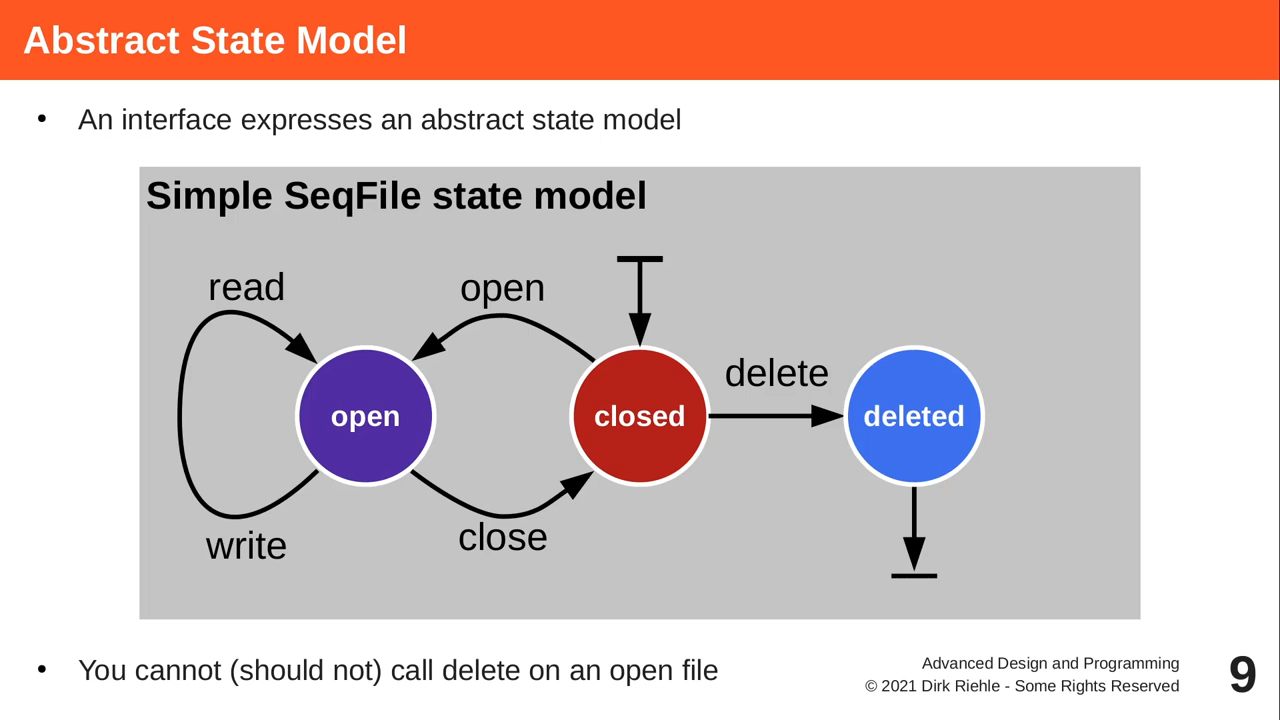 Abstract State Model
• An interface expresses an abstract state model
Simple SeqFile state model
read
open
delete
open
closed
deleted
write
close
• You cannot (should not) call delete on an open file
Advanced Design and Programming
© 2021 Dirk Riehle - Some Rights Reserved
9